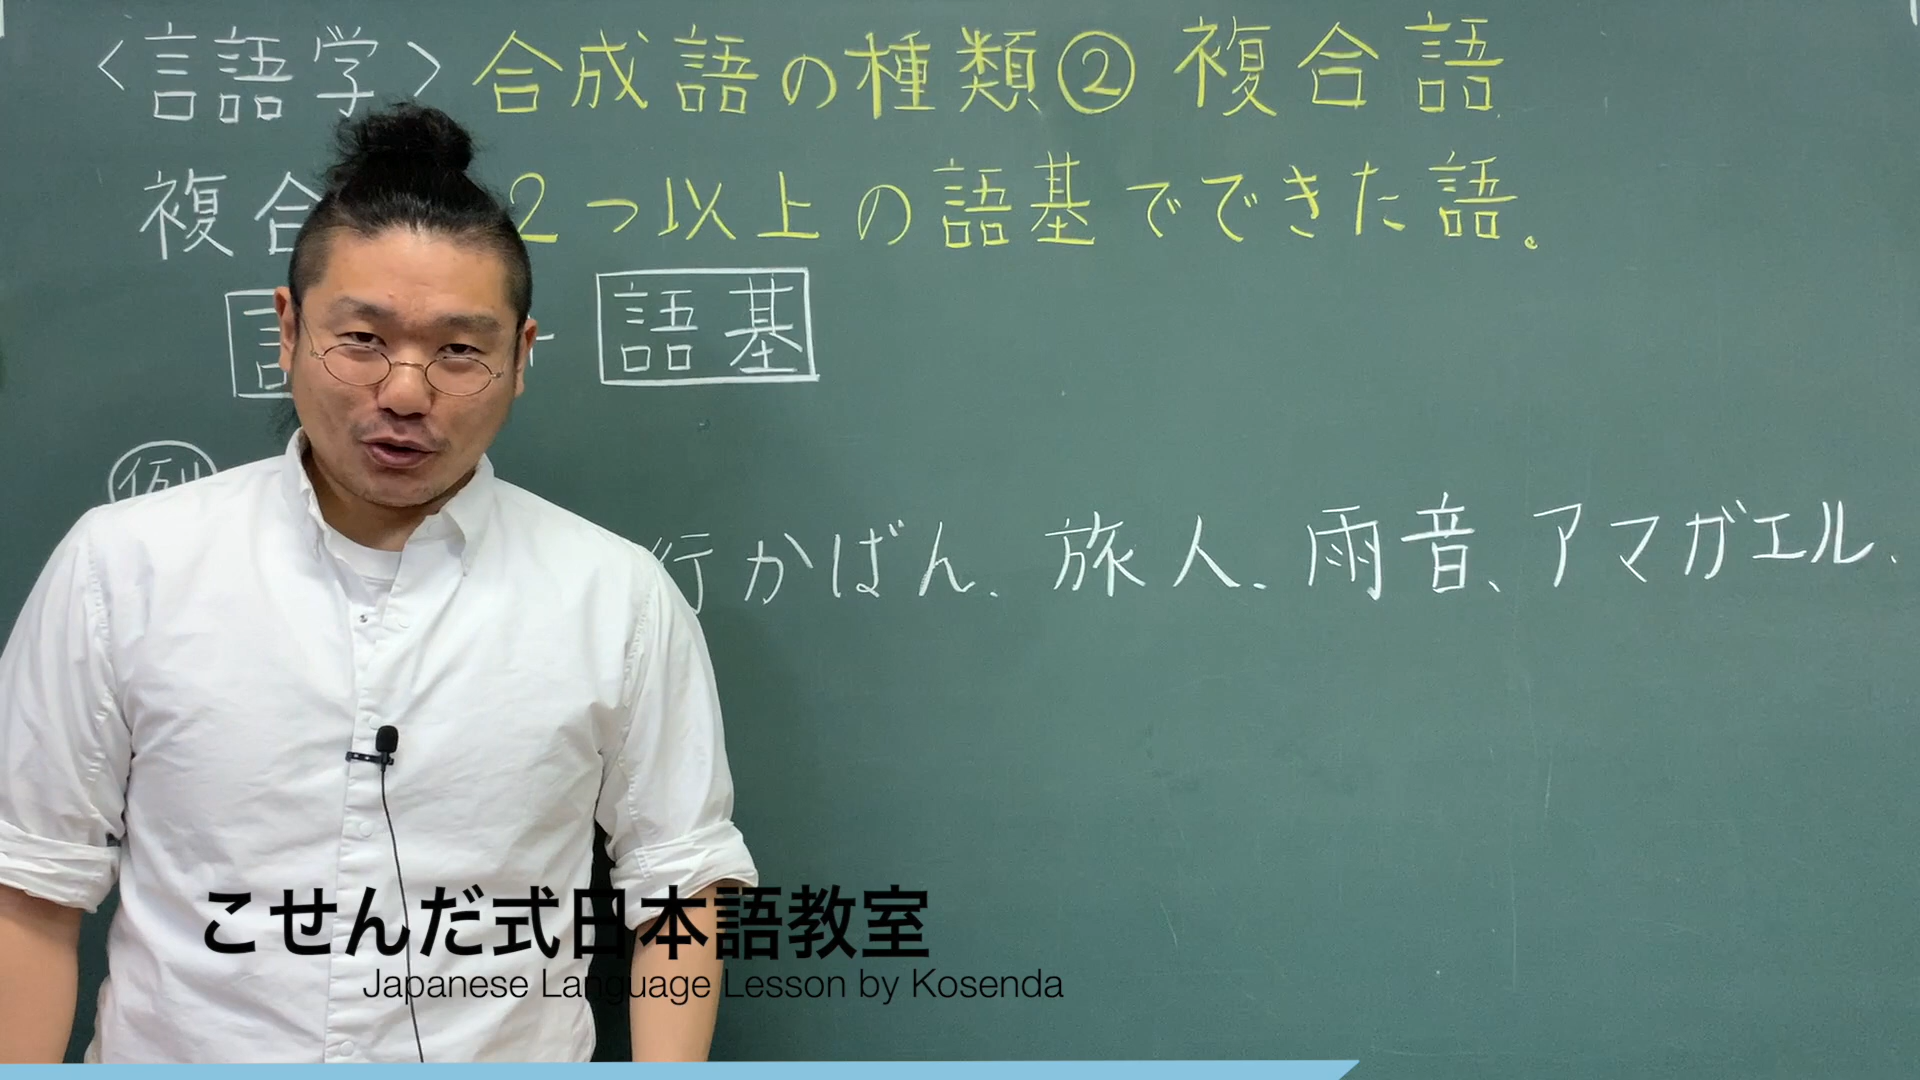 〈言語学〉合成語の種類② 複合語
複合 2つ以上の語基でできた語。
語基
例
行かばん、旅人、雨音、アマガエル、
こせんだ式日本語教室
Japanese Language Lesson by Kosenda